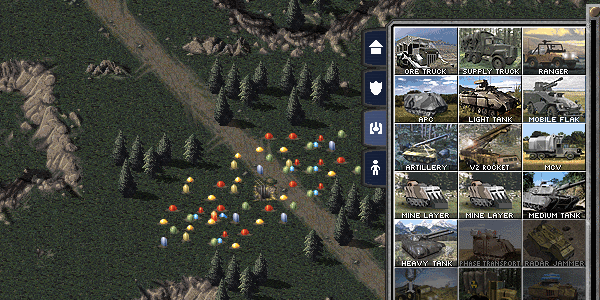 ORE TRUCK
SUPPLY TRUCK
RANGER
APC
LIGHT TANK
MOBILE FLAK
ARTILLERY
V2 ROCKET
MCV
MINE LAYER
MINE LAYER
MEDIUM TANK
HEAVY TANK
PHASE TRANSPORT
RADAR JAMMER